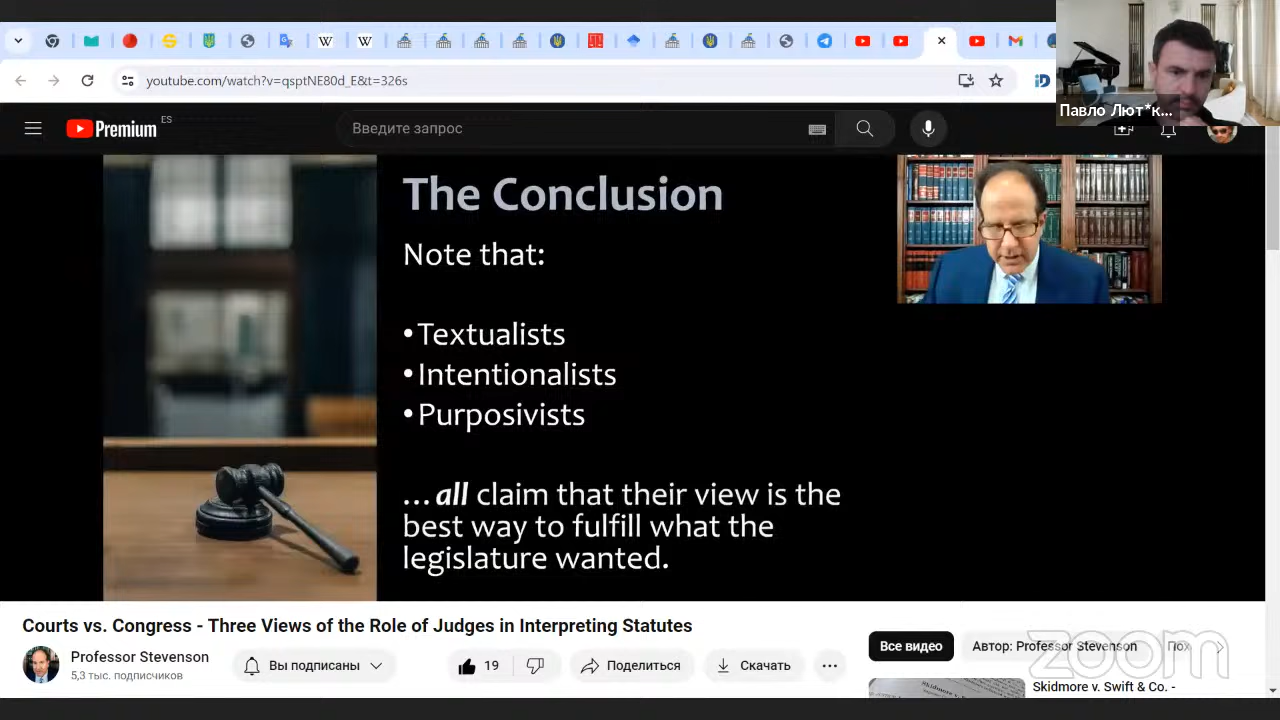 youtube.com/watch?v=qsptNE80d_E&t=326s
Павло Лют*к...
Premium
ES
Введите запрос
The Conclusion
Note that:
•Textualists
•Intentionalists
•Purposivists
…all claim that their view is the
best way to fulfill what the
legislature wanted.
Courts vs. Congress - Three Views of the Role of Judges in Interpreting Statutes
Professor Stevenson
5,3 тыс. подписчиков
Вы подписаны
19
Поделиться
Скачать
Все видео
Автор: Professor Stevenson
Пох
zoom
Skidmore v. Swift & Co. -